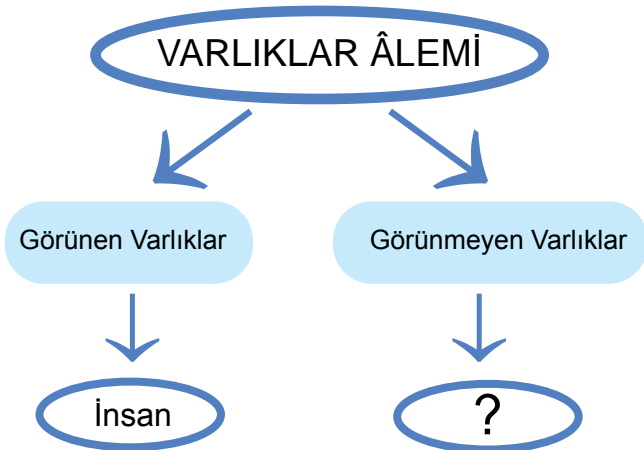 VARLIKLAR ÂLEMİ
Görünen Varlıklar
Görünmeyen Varlıklar
İnsan
?